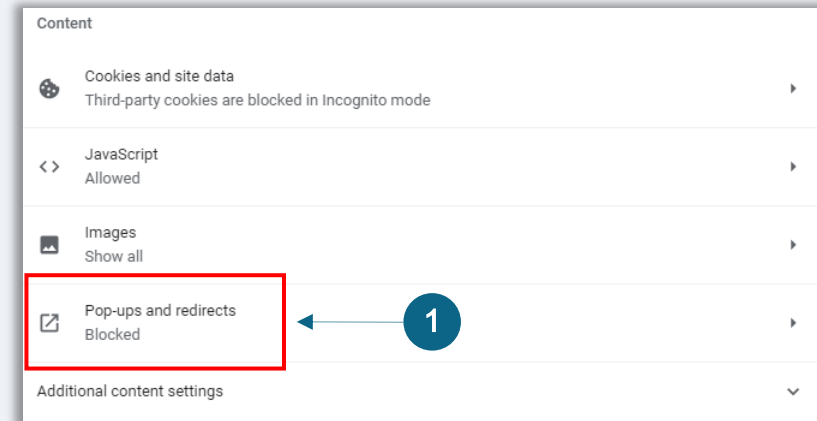 Content
Cookies and site data
Third-party cookies are blocked in Incognito mode
JavaScript
Allowed
Images
Show all
Pop-ups and redirects
Blocked
1
Additional content settings